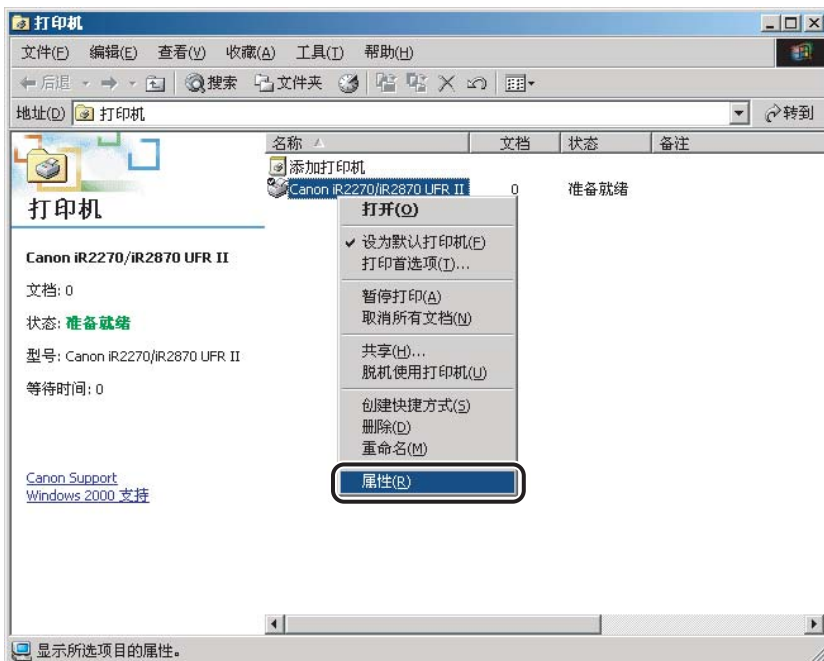 打印机
文件(F) 编辑(E) 查看(V) 收藏(A) 工具(T) 帮助(H)
后退 搜索 文件夹
地址(D) 打印机 转到
名称 文档 状态 备注
添加打印机
Canon iR2270/iR2870 UFR II 0 准备就绪
打印机
Canon iR2270/iR2870 UFR II
文档: 0
状态: 准备就绪
型号: Canon iR2270/iR2870 UFR II
等待时间: 0
Canon Support
Windows 2000 支持
打开(O)
设为默认打印机(F)
打印首选项(T)...
暂停打印(A)
取消所有文档(N)
共享(H)...
脱机使用打印机(U)
创建快捷方式(S)
删除(D)
重命名(M)
属性(R)
显示所选项目的属性。